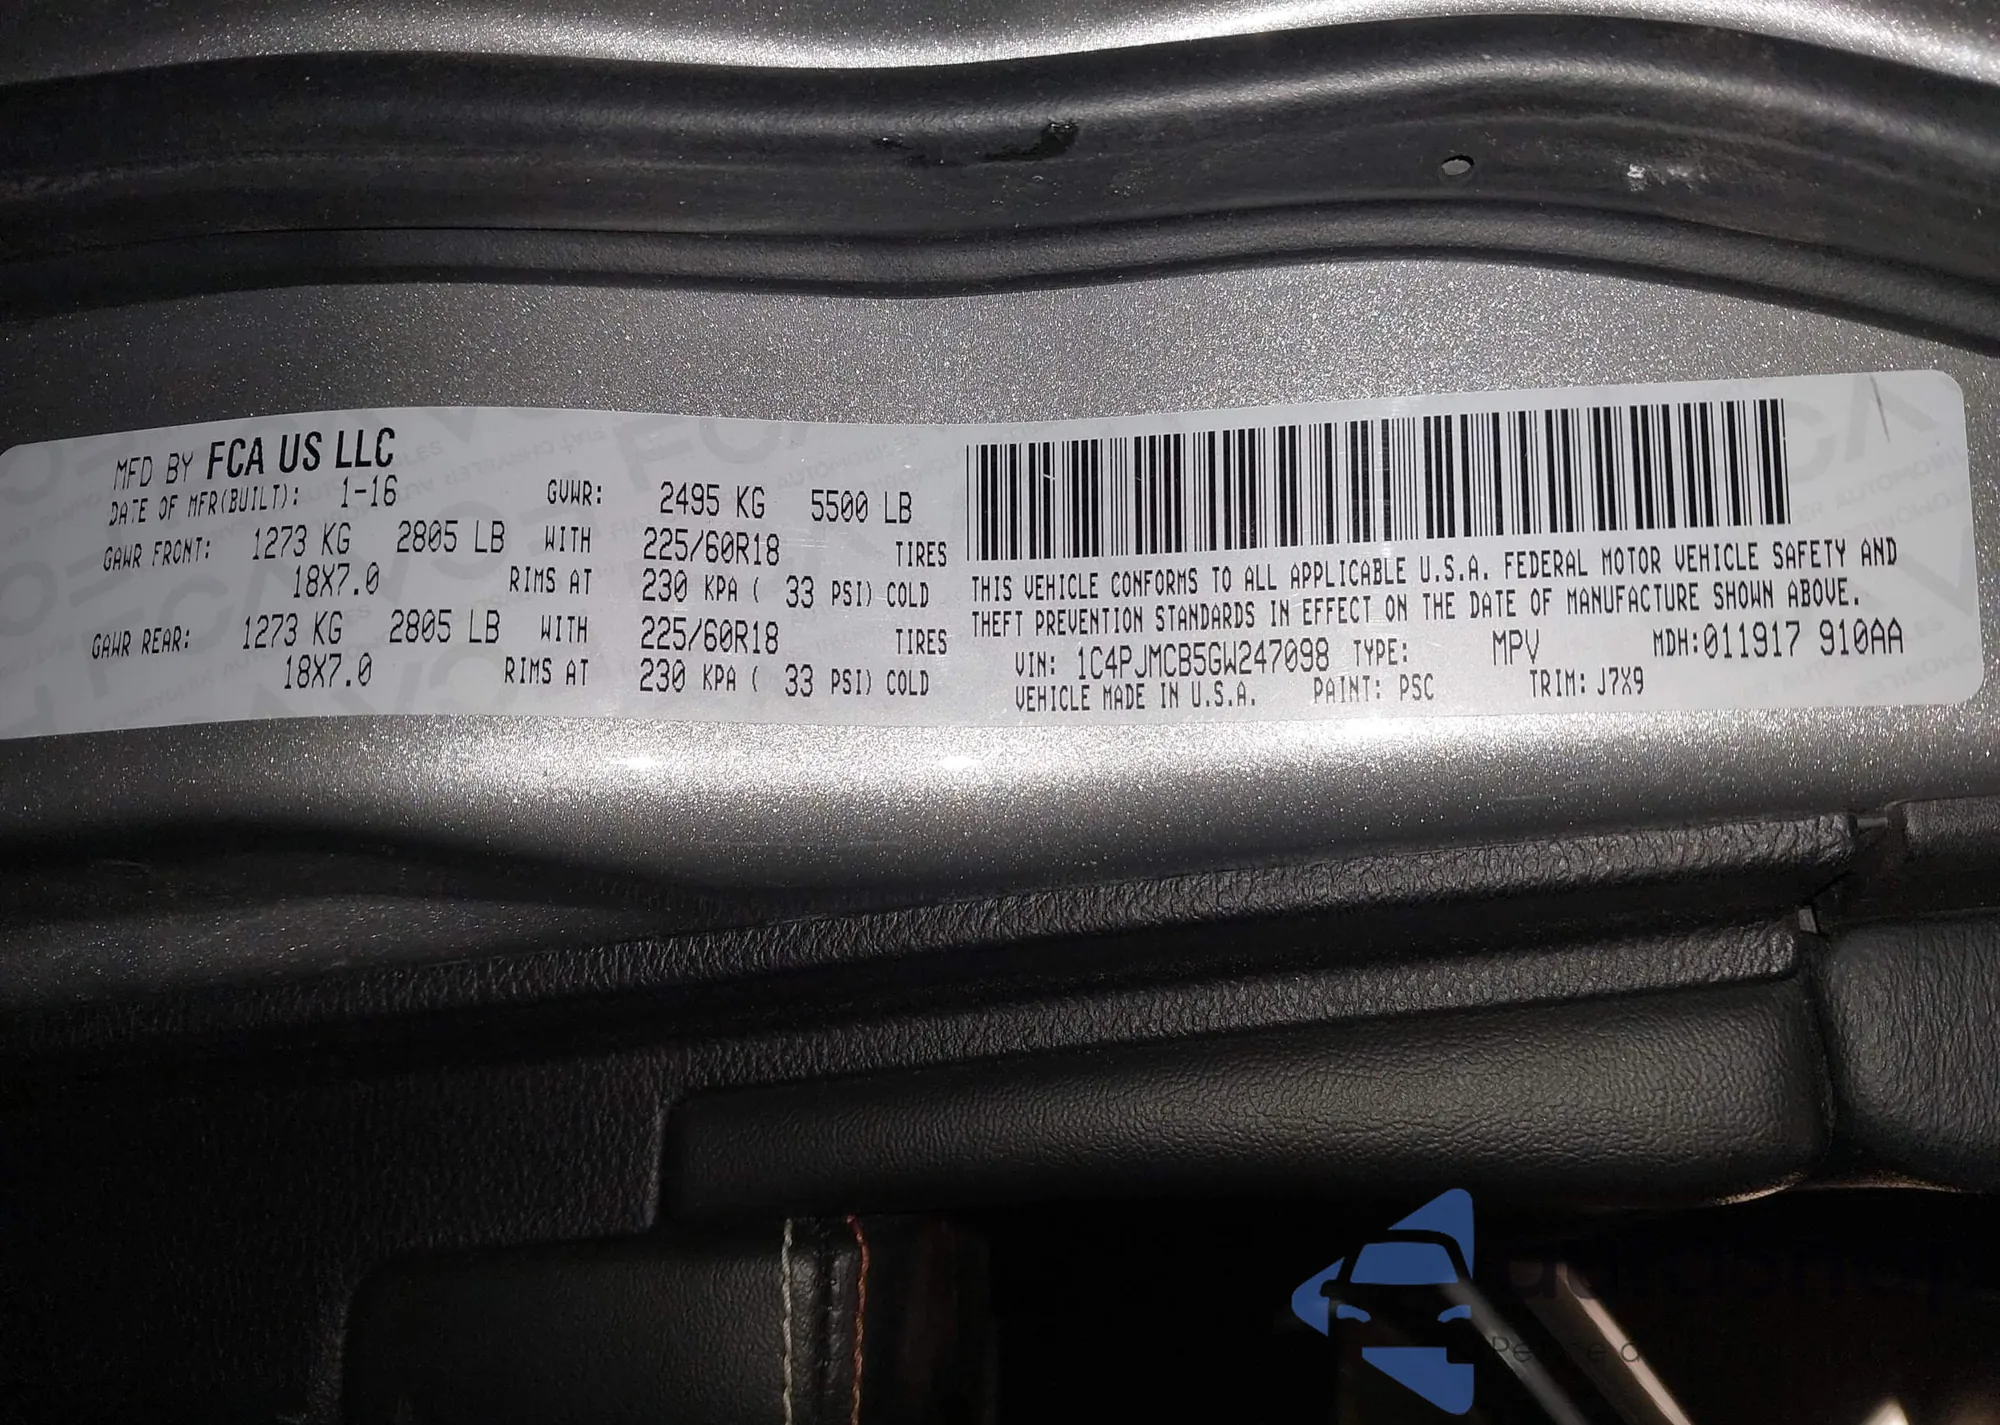 MFD BY FCA US LLC
DATE OF MFR(BUILT): 1-16 GVWR: 2495 KG 5500 LB
GAWR FRONT: 1273 KG 2805 LB WITH 225/60R18 TIRES
18X7.0 RIMS AT 230 KPA ( 33 PSI) COLD
GAWR REAR: 1273 KG 2805 LB WITH 225/60R18 TIRES
18X7.0 RIMS AT 230 KPA ( 33 PSI) COLD
THIS VEHICLE CONFORMS TO ALL APPLICABLE U.S.A. FEDERAL MOTOR VEHICLE SAFETY AND
THEFT PREVENTION STANDARDS IN EFFECT ON THE DATE OF MANUFACTURE SHOWN ABOVE.
VIN: 1C4PJMCB5GW247098 TYPE: MPV MDH:011917 910AA
VEHICLE MADE IN U.S.A. PAINT: PSC TRIM: J7X9